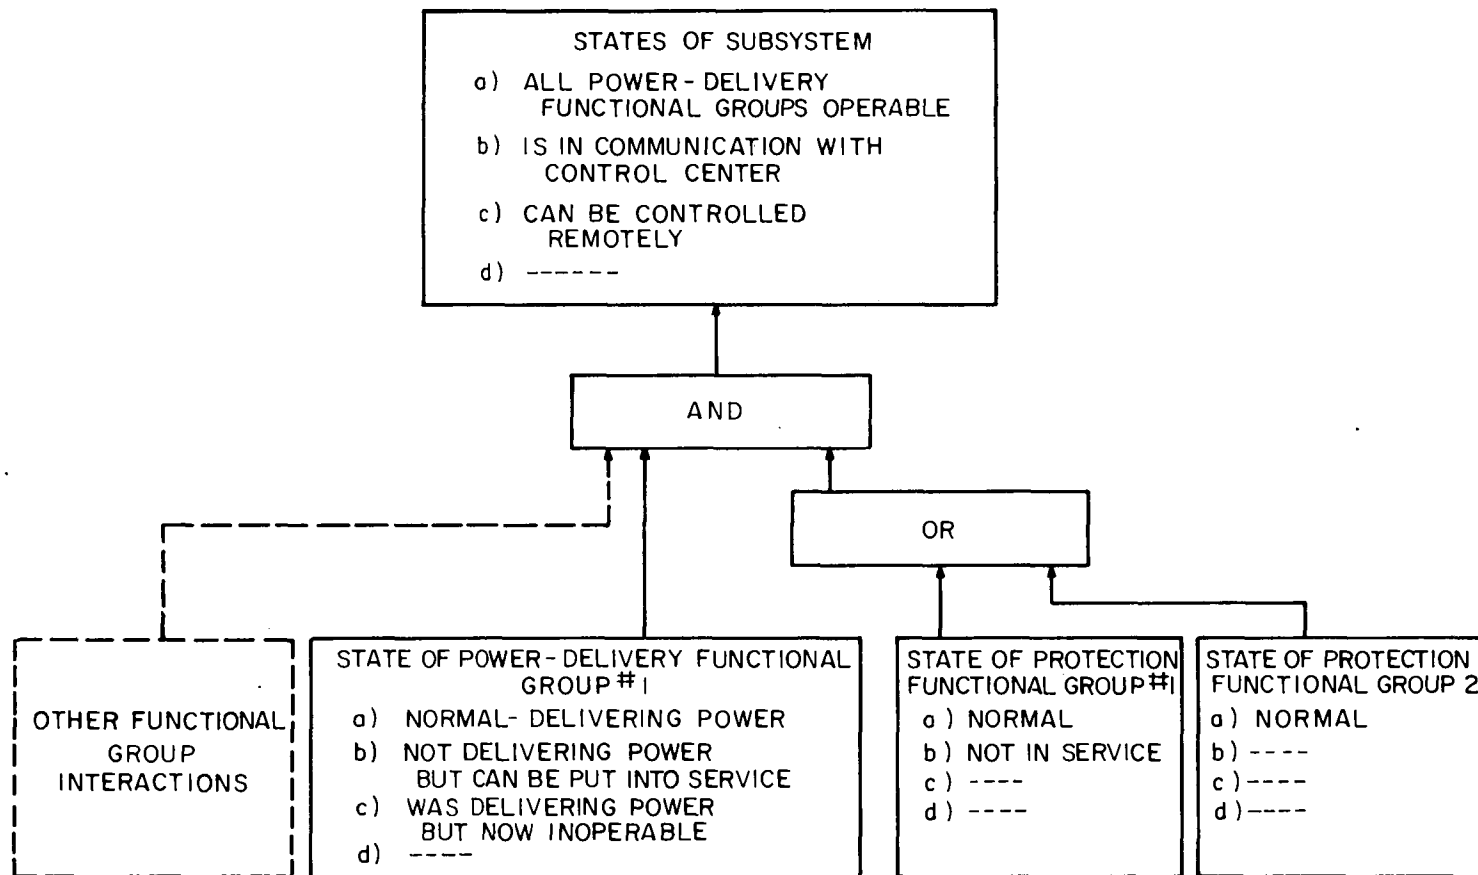 STATES OF SUBSYSTEM
a) ALL POWER-DELIVERY
FUNCTIONAL GROUPS OPERABLE
b) IS IN COMMUNICATION WITH
CONTROL CENTER
c) CAN BE CONTROLLED
REMOTELY
d) ------
AND
OR
OTHER FUNCTIONAL
GROUP
INTERACTIONS
STATE OF POWER-DELIVERY FUNCTIONAL
GROUP #1
a) NORMAL-DELIVERING POWER
b) NOT DELIVERING POWER
BUT CAN BE PUT INTO SERVICE
c) WAS DELIVERING POWER
BUT NOW INOPERABLE
d) ----
STATE OF PROTECTION
FUNCTIONAL GROUP #1
a) NORMAL
b) NOT IN SERVICE
c) ----
d) ----
STATE OF PROTECTION
FUNCTIONAL GROUP 2
a) NORMAL
b) ----
c) ----
d) ----